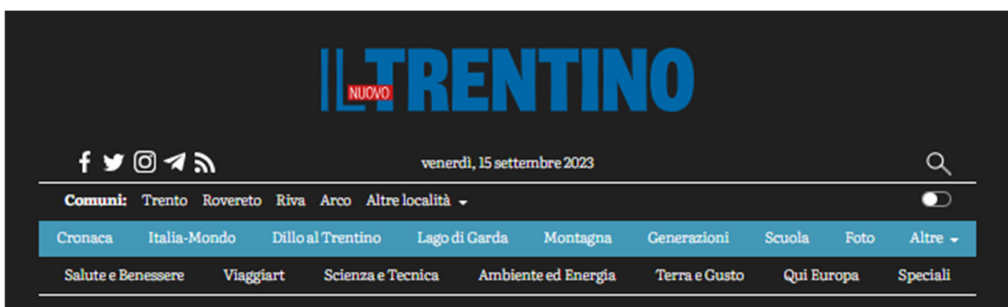 IL NUOVO TRENTINO
venerdì, 15 settembre 2023
Comuni: Trento Rovereto Riva Arco Altre località
Cronaca Italia-Mondo Dillo al Trentino Lago di Garda Montagna Generazioni Scuola Foto Altre
Salute e Benessere Viaggiart Scienza e Tecnica Ambiente ed Energia Terra e Gusto Qui Europa Speciali